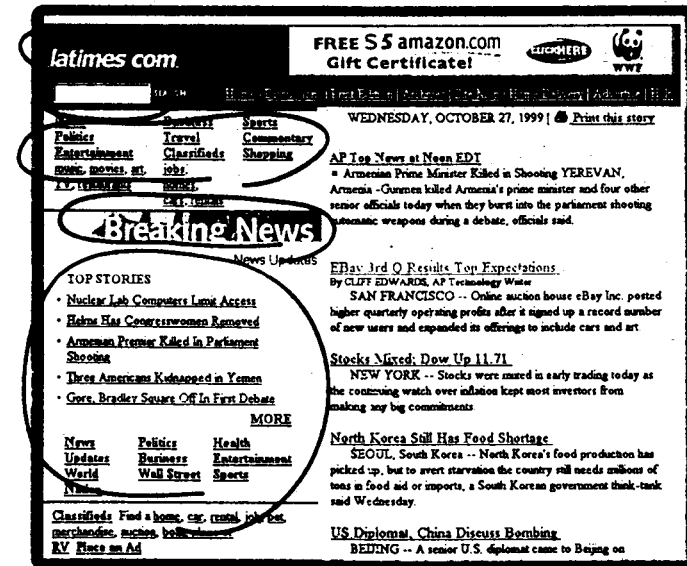 latimes com.
FREE $5 amazon.com
Gift Certificate!
CLICK HERE
WWF
SEARCH
WEDNESDAY, OCTOBER 27, 1999 | Print this story
Business Sports
Politics Travel Commentary
Entertainment Classifieds Shopping
music, movies, art, jobs,
TV, restaurants homes,
cars, rentals
Breaking News
News Updates
TOP STORIES
· Nuclear Lab Computers Limit Access
· Helms Has Congresswomen Removed
· Armenian Premier Killed In Parliament
Shooting
· Three Americans Kidnapped in Yemen
· Gore, Bradley Square Off In First Debate
MORE
News Politics Health
Updates Business Entertainment
World Wall Street Sports
Nation
Classifieds Find a home, car, rental, job, pet,
merchandise, auction,
RV Place an Ad
AP Top News at Noon EDT
Armenian Prime Minister Killed in Shooting YEREVAN,
Armenia -Gunmen killed Armenia's prime minister and four other
senior officials today when they burst into the parliament shooting
automatic weapons during a debate, officials said.
EBay 3rd Q Results Top Expectations
By CLIFF EDWARDS, AP Technology Writer
SAN FRANCISCO -- Online auction house eBay Inc. posted
higher quarterly operating profits after it signed up a record number
of new users and expanded its offerings to include cars and art
Stocks Mixed; Dow Up 11.71
NEW YORK -- Stocks were mixed in early trading today as
the continuing watch over inflation kept most investors from
making any big commitments
North Korea Still Has Food Shortage
SEOUL, South Korea -- North Korea's food production has
picked up, but to avert starvation the country still needs millions of
tons in food aid or imports, a South Korean government think-tank
said Wednesday.
US Diplomat, China Discuss Bombing
BEIJING -- A senior U.S. diplomat came to Beijing on